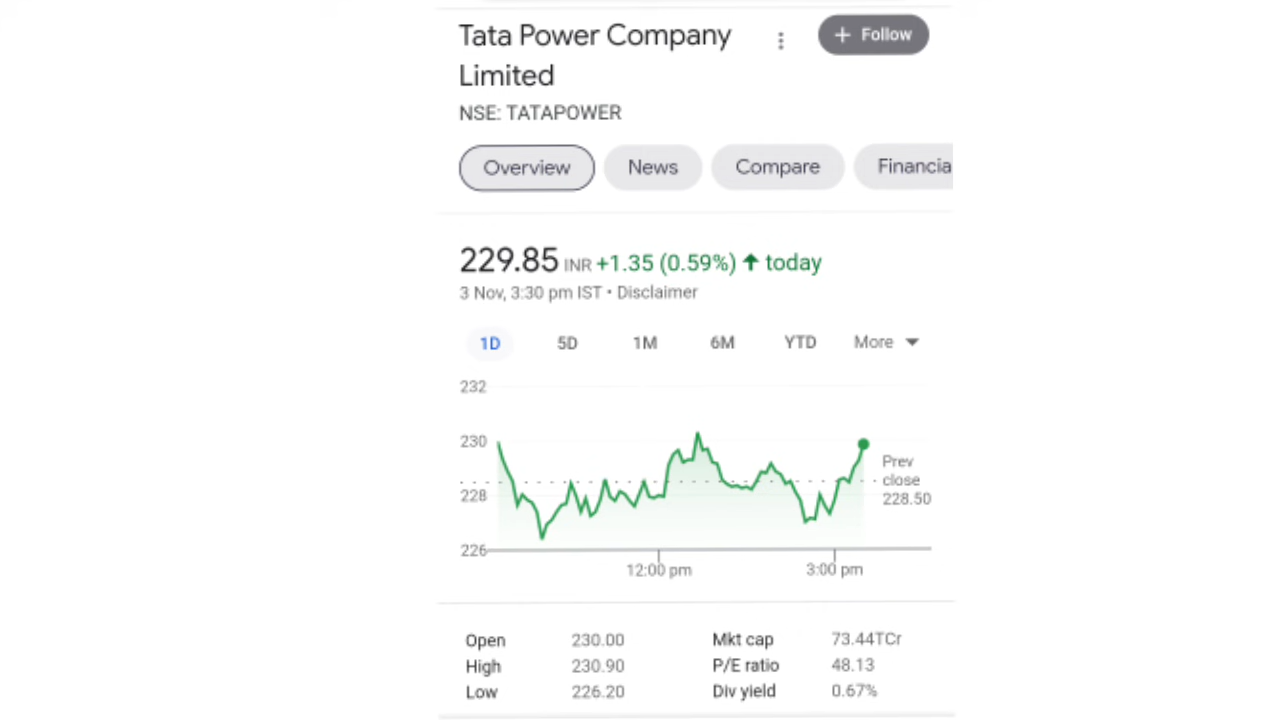 Tata Power Company
Limited
+ Follow
NSE: TATAPOWER
Overview News Compare Financia
229.85 INR +1.35 (0.59%) ↑ today
3 Nov, 3:30 pm IST • Disclaimer
1D 5D 1M 6M YTD More
232
230
228
226
Prev
close
228.50
12:00 pm 3:00 pm
Open 230.00 Mkt cap 73.44TCr
High 230.90 P/E ratio 48.13
Low 226.20 Div yield 0.67%